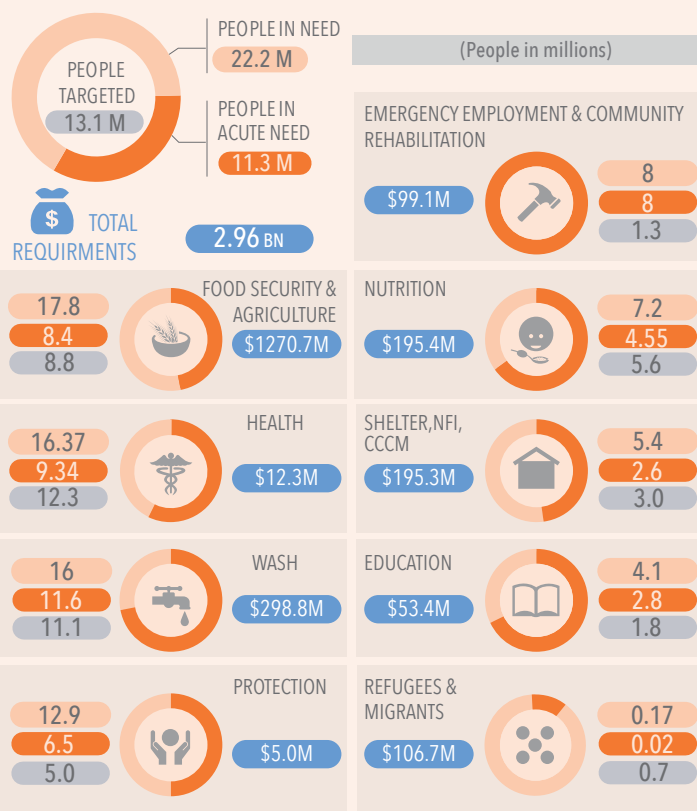 PEOPLE IN NEED
22.2 M
PEOPLE
TARGETED
13.1 M
PEOPLE IN
ACUTE NEED
11.3 M
$ TOTAL
REQUIRMENTS
2.96 BN
(People in millions)
EMERGENCY EMPLOYMENT & COMMUNITY
REHABILITATION
$99.1M
8
8
1.3
FOOD SECURITY &
AGRICULTURE
$1270.7M
17.8
8.4
8.8
NUTRITION
$195.4M
7.2
4.55
5.6
HEALTH
$12.3M
16.37
9.34
12.3
SHELTER,NFI,
CCCM
$195.3M
5.4
2.6
3.0
WASH
$298.8M
16
11.6
11.1
EDUCATION
$53.4M
4.1
2.8
1.8
PROTECTION
$5.0M
12.9
6.5
5.0
REFUGEES &
MIGRANTS
$106.7M
0.17
0.02
0.7